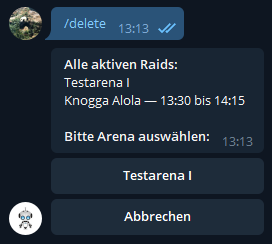 /delete
13:13
Alle aktiven Raids:
Testarena I
Knogga Alola — 13:30 bis 14:15
Bitte Arena auswählen:
13:13
Testarena I
Abbrechen